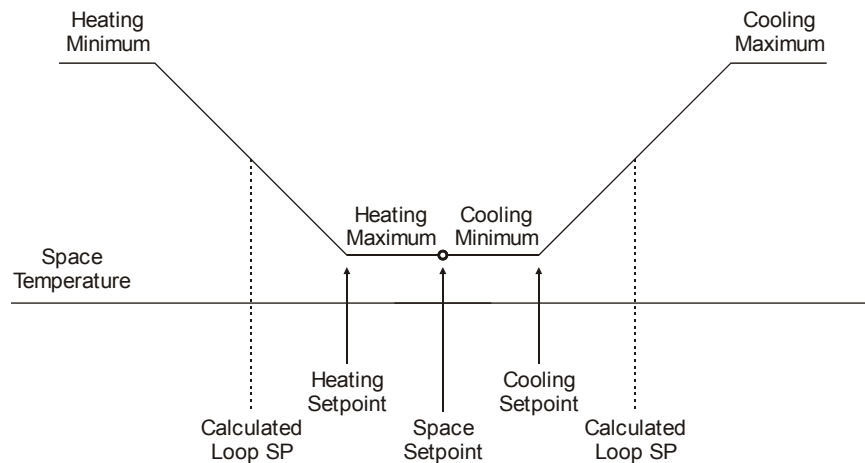 Heating
Minimum
Cooling
Maximum
Heating
Maximum
Cooling
Minimum
Space
Temperature
Heating
Setpoint
Cooling
Setpoint
Calculated
Loop SP
Space
Setpoint
Calculated
Loop SP